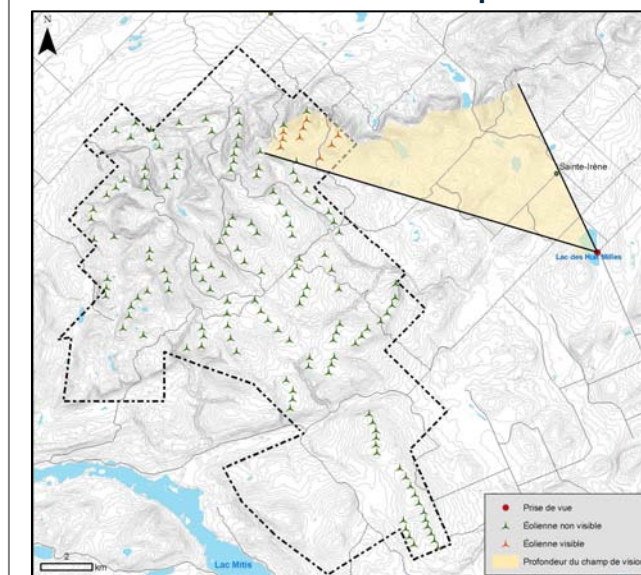 N
Sainte-Irène
Lac des Huit Milles
Prise de vue
Éolienne non visible
Éolienne visible
Profondeur du champ de vision
2
km
Lac Mitis